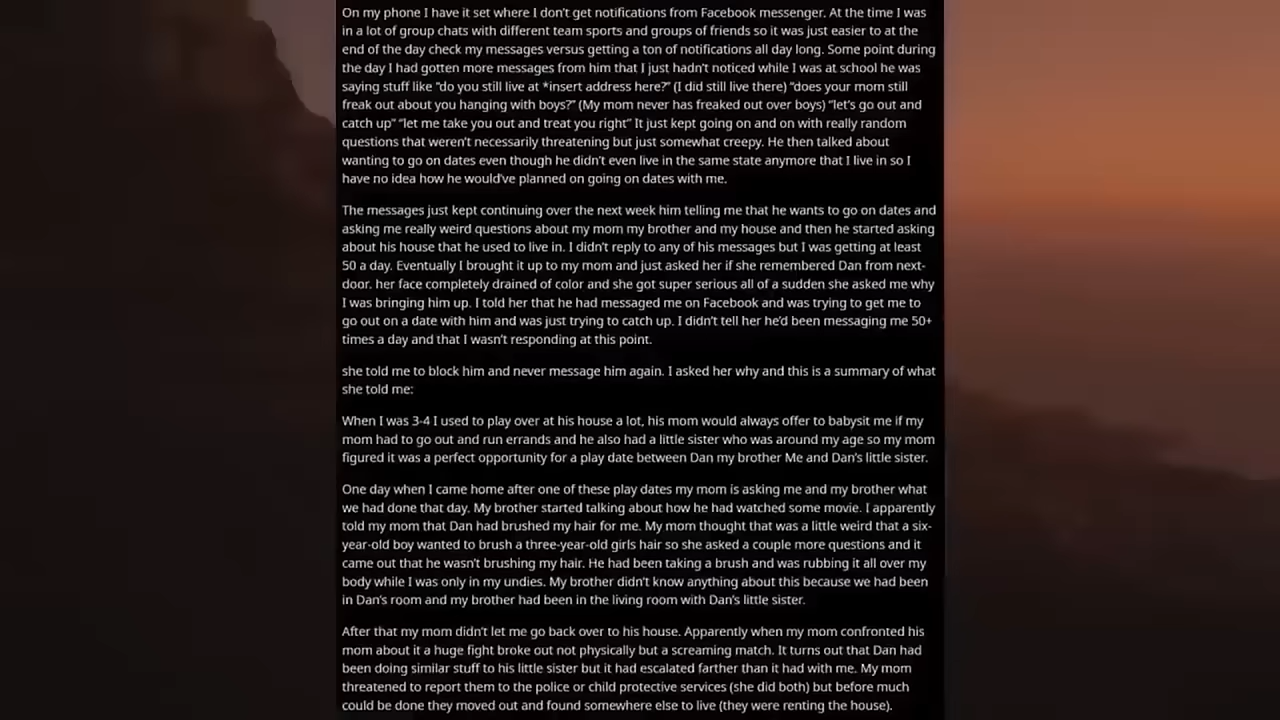 On my phone I have it set where I don't get notifications from Facebook messenger. At the time I was
in a lot of group chats with different team sports and groups of friends so it was just easier to at the
end of the day check my messages versus getting a ton of notifications all day long. Some point during
the day I had gotten more messages from him that I just hadn't noticed while I was at school he was
saying stuff like "do you still live at *insert address here?" (I did still live there) "does your mom still
freak out about you hanging with boys?" (My mom never has freaked out over boys) "let's go out and
catch up" "let me take you out and treat you right" It just kept going on and on with really random
questions that weren't necessarily threatening but just somewhat creepy. He then talked about
wanting to go on dates even though he didn't even live in the same state anymore that I live in so I
have no idea how he would've planned on going on dates with me.
The messages just kept continuing over the next week him telling me that he wants to go on dates and
asking me really weird questions about my mom my brother and my house and then he started asking
about his house that he used to live in. I didn't reply to any of his messages but I was getting at least
50 a day. Eventually I brought it up to my mom and just asked her if she remembered Dan from next-
door. her face completely drained of color and she got super serious all of a sudden she asked me why
I was bringing him up. I told her that he had messaged me on Facebook and was trying to get me to
go out on a date with him and was just trying to catch up. I didn't tell her he'd been messaging me 50+
times a day and that I wasn't responding at this point.
she told me to block him and never message him again. I asked her why and this is a summary of what
she told me:
When I was 3-4 I used to play over at his house a lot, his mom would always offer to babysit me if my
mom had to go out and run errands and he also had a little sister who was around my age so my mom
figured it was a perfect opportunity for a play date between Dan my brother Me and Dan's little sister.
One day when I came home after one of these play dates my mom is asking me and my brother what
we had done that day. My brother started talking about how he had watched some movie. I apparently
told my mom that Dan had brushed my hair for me. My mom thought that was a little weird that a six-
year-old boy wanted to brush a three-year-old girls hair so she asked a couple more questions and it
came out that he wasn't brushing my hair. He had been taking a brush and was rubbing it all over my
body while I was only in my undies. My brother didn't know anything about this because we had been
in Dan's room and my brother had been in the living room with Dan's little sister.
After that my mom didn't let me go back over to his house. Apparently when my mom confronted his
mom about it a huge fight broke out not physically but a screaming match. It turns out that Dan had
been doing similar stuff to his little sister but it had escalated farther than it had with me. My mom
threatened to report them to the police or child protective services (she did both) but before much
could be done they moved out and found somewhere else to live (they were renting the house).